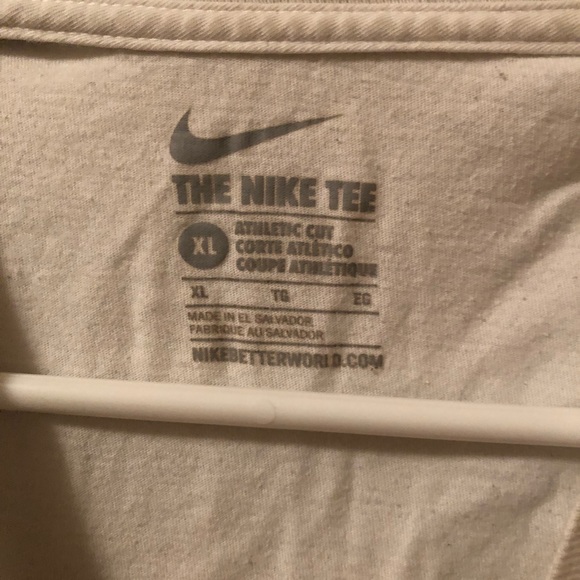 THE NIKE TEE
XL
ATHLETIC CUT
CORTE ATLÉTICO
COUPE ATHLÉTIQUE
XL TG EG
MADE IN EL SALVADOR
FABRIQUE AU SALVADOR
NIKEBETTERWORLD.COM